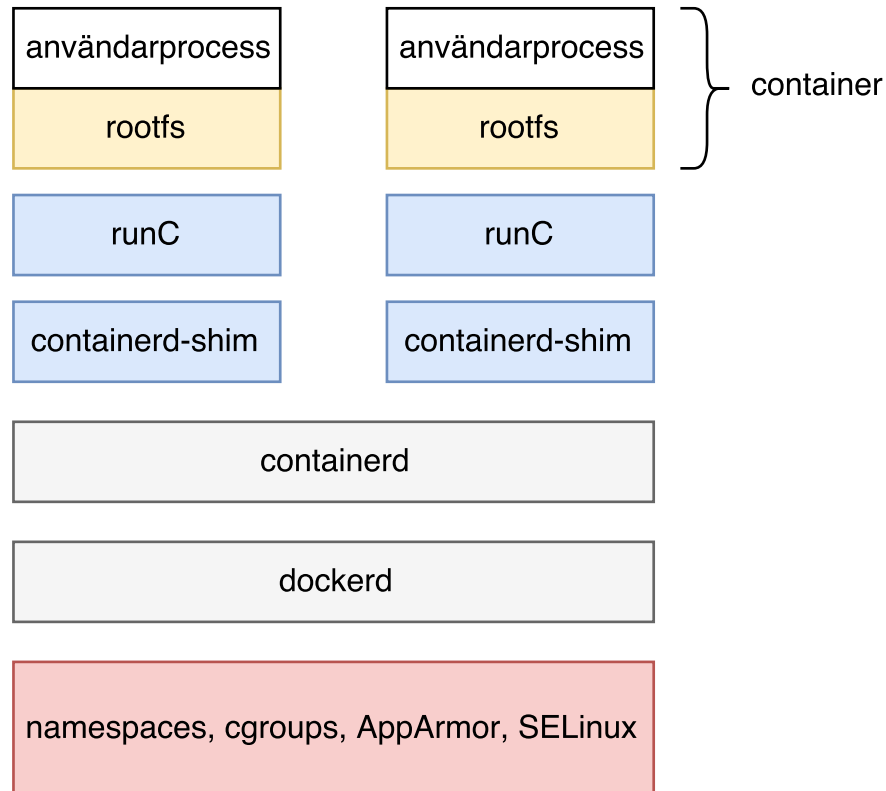 användarprocess
användarprocess
container
rootfs
rootfs
runC
runC
containerd-shim
containerd-shim
containerd
dockerd
namespaces, cgroups, AppArmor, SELinux